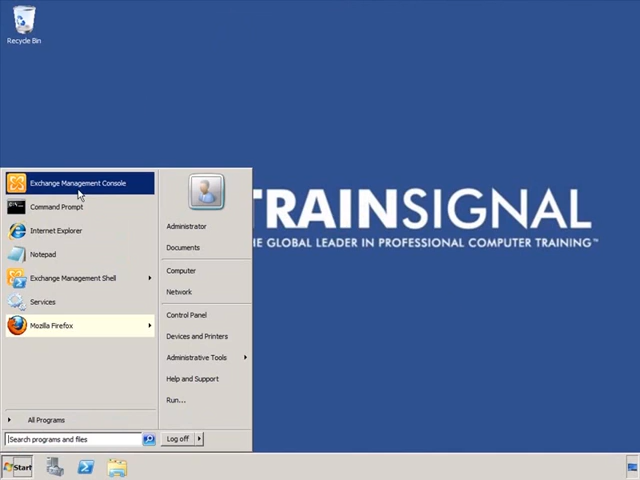 Recycle Bin
Exchange Management Console
Command Prompt
Internet Explorer
Notepad
Exchange Management Shell
Services
Mozilla Firefox
All Programs
Search programs and files
Administrator
Documents
Computer
Network
Control Panel
Devices and Printers
Administrative Tools
Help and Support
Run...
Log off
TRAINSIGNAL
HE GLOBAL LEADER IN PROFESSIONAL COMPUTER TRAINING™
Start